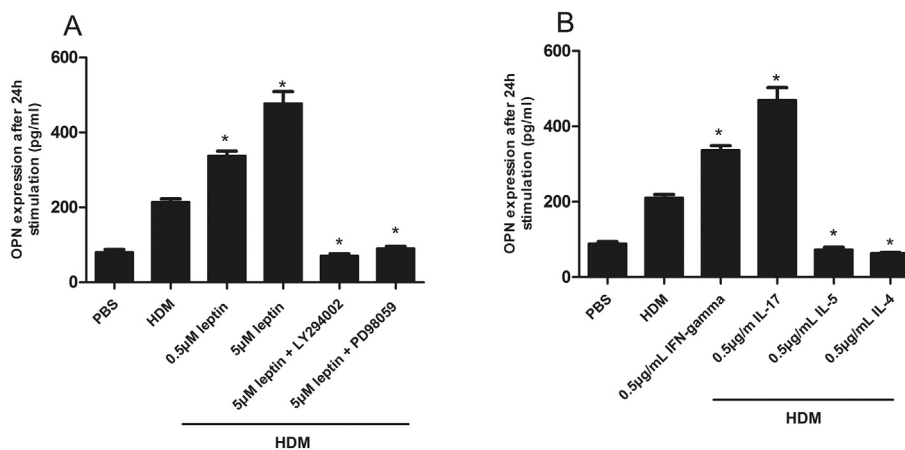 A
OPN expression after 24h
stimulation (pg/ml)
600
400
200
0
*
*
*
*
PBS
HDM
0.5µM leptin
5µM leptin
5µM leptin + LY294002
5µM leptin + PD98059
HDM
B
OPN expression after 24h
stimulation (pg/ml)
600
400
200
0
*
*
*
*
PBS
HDM
0.5µg/mL IFN-gamma
0.5µg/m IL-17
0.5µg/mL IL-5
0.5µg/mL IL-4
HDM